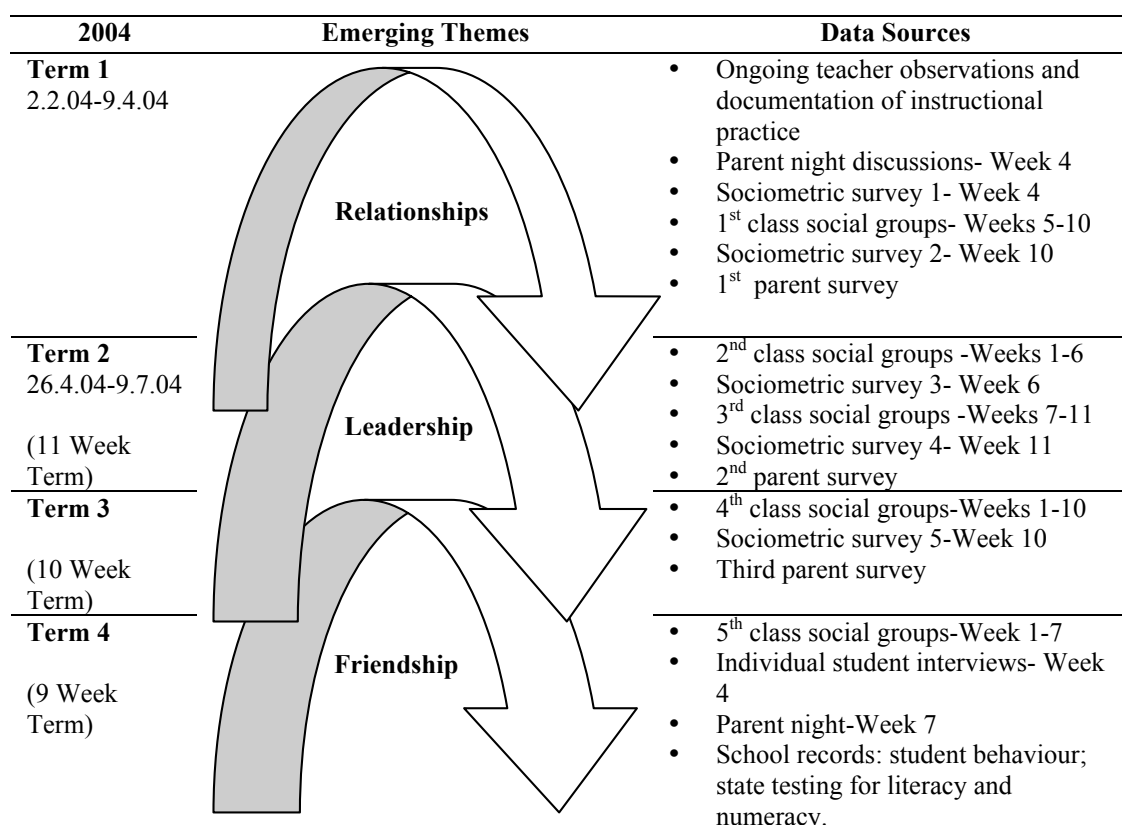 2004 Emerging Themes Data Sources
Term 1
2.2.04-9.4.04
Relationships
• Ongoing teacher observations and
documentation of instructional
practice
• Parent night discussions- Week 4
• Sociometric survey 1- Week 4
• 1st class social groups- Weeks 5-10
• Sociometric survey 2- Week 10
• 1st parent survey
Term 2
26.4.04-9.7.04
(11 Week
Term)
Leadership
• 2nd class social groups -Weeks 1-6
• Sociometric survey 3- Week 6
• 3rd class social groups -Weeks 7-11
• Sociometric survey 4- Week 11
• 2nd parent survey
Term 3
(10 Week
Term)
• 4th class social groups-Weeks 1-10
• Sociometric survey 5-Week 10
• Third parent survey
Term 4
(9 Week
Term)
Friendship
• 5th class social groups-Week 1-7
• Individual student interviews- Week
4
• Parent night-Week 7
• School records: student behaviour;
state testing for literacy and
numeracy.